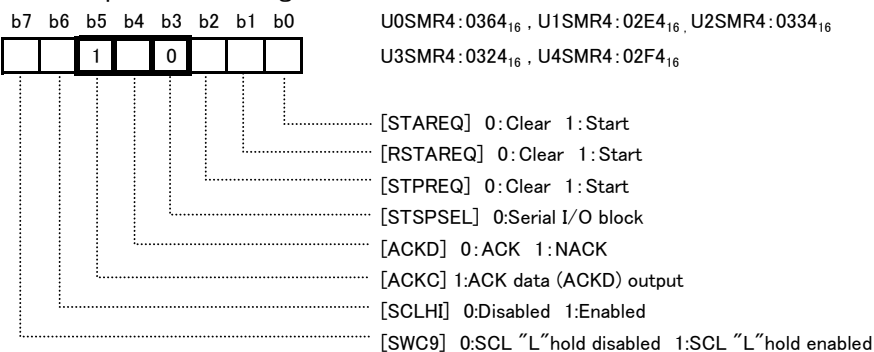 b7 b6 b5 b4 b3 b2 b1 b0 U0SMR4:0364₁₆ , U1SMR4:02E4₁₆ , U2SMR4:0334₁₆
1 0 U3SMR4:0324₁₆ , U4SMR4:02F4₁₆
[STAREQ] 0:Clear 1:Start
[RSTAREQ] 0:Clear 1:Start
[STPREQ] 0:Clear 1:Start
[STSPSEL] 0:Serial I/O block
[ACKD] 0:ACK 1:NACK
[ACKC] 1:ACK data (ACKD) output
[SCLHI] 0:Disabled 1:Enabled
[SWC9] 0:SCL "L"hold disabled 1:SCL "L"hold enabled